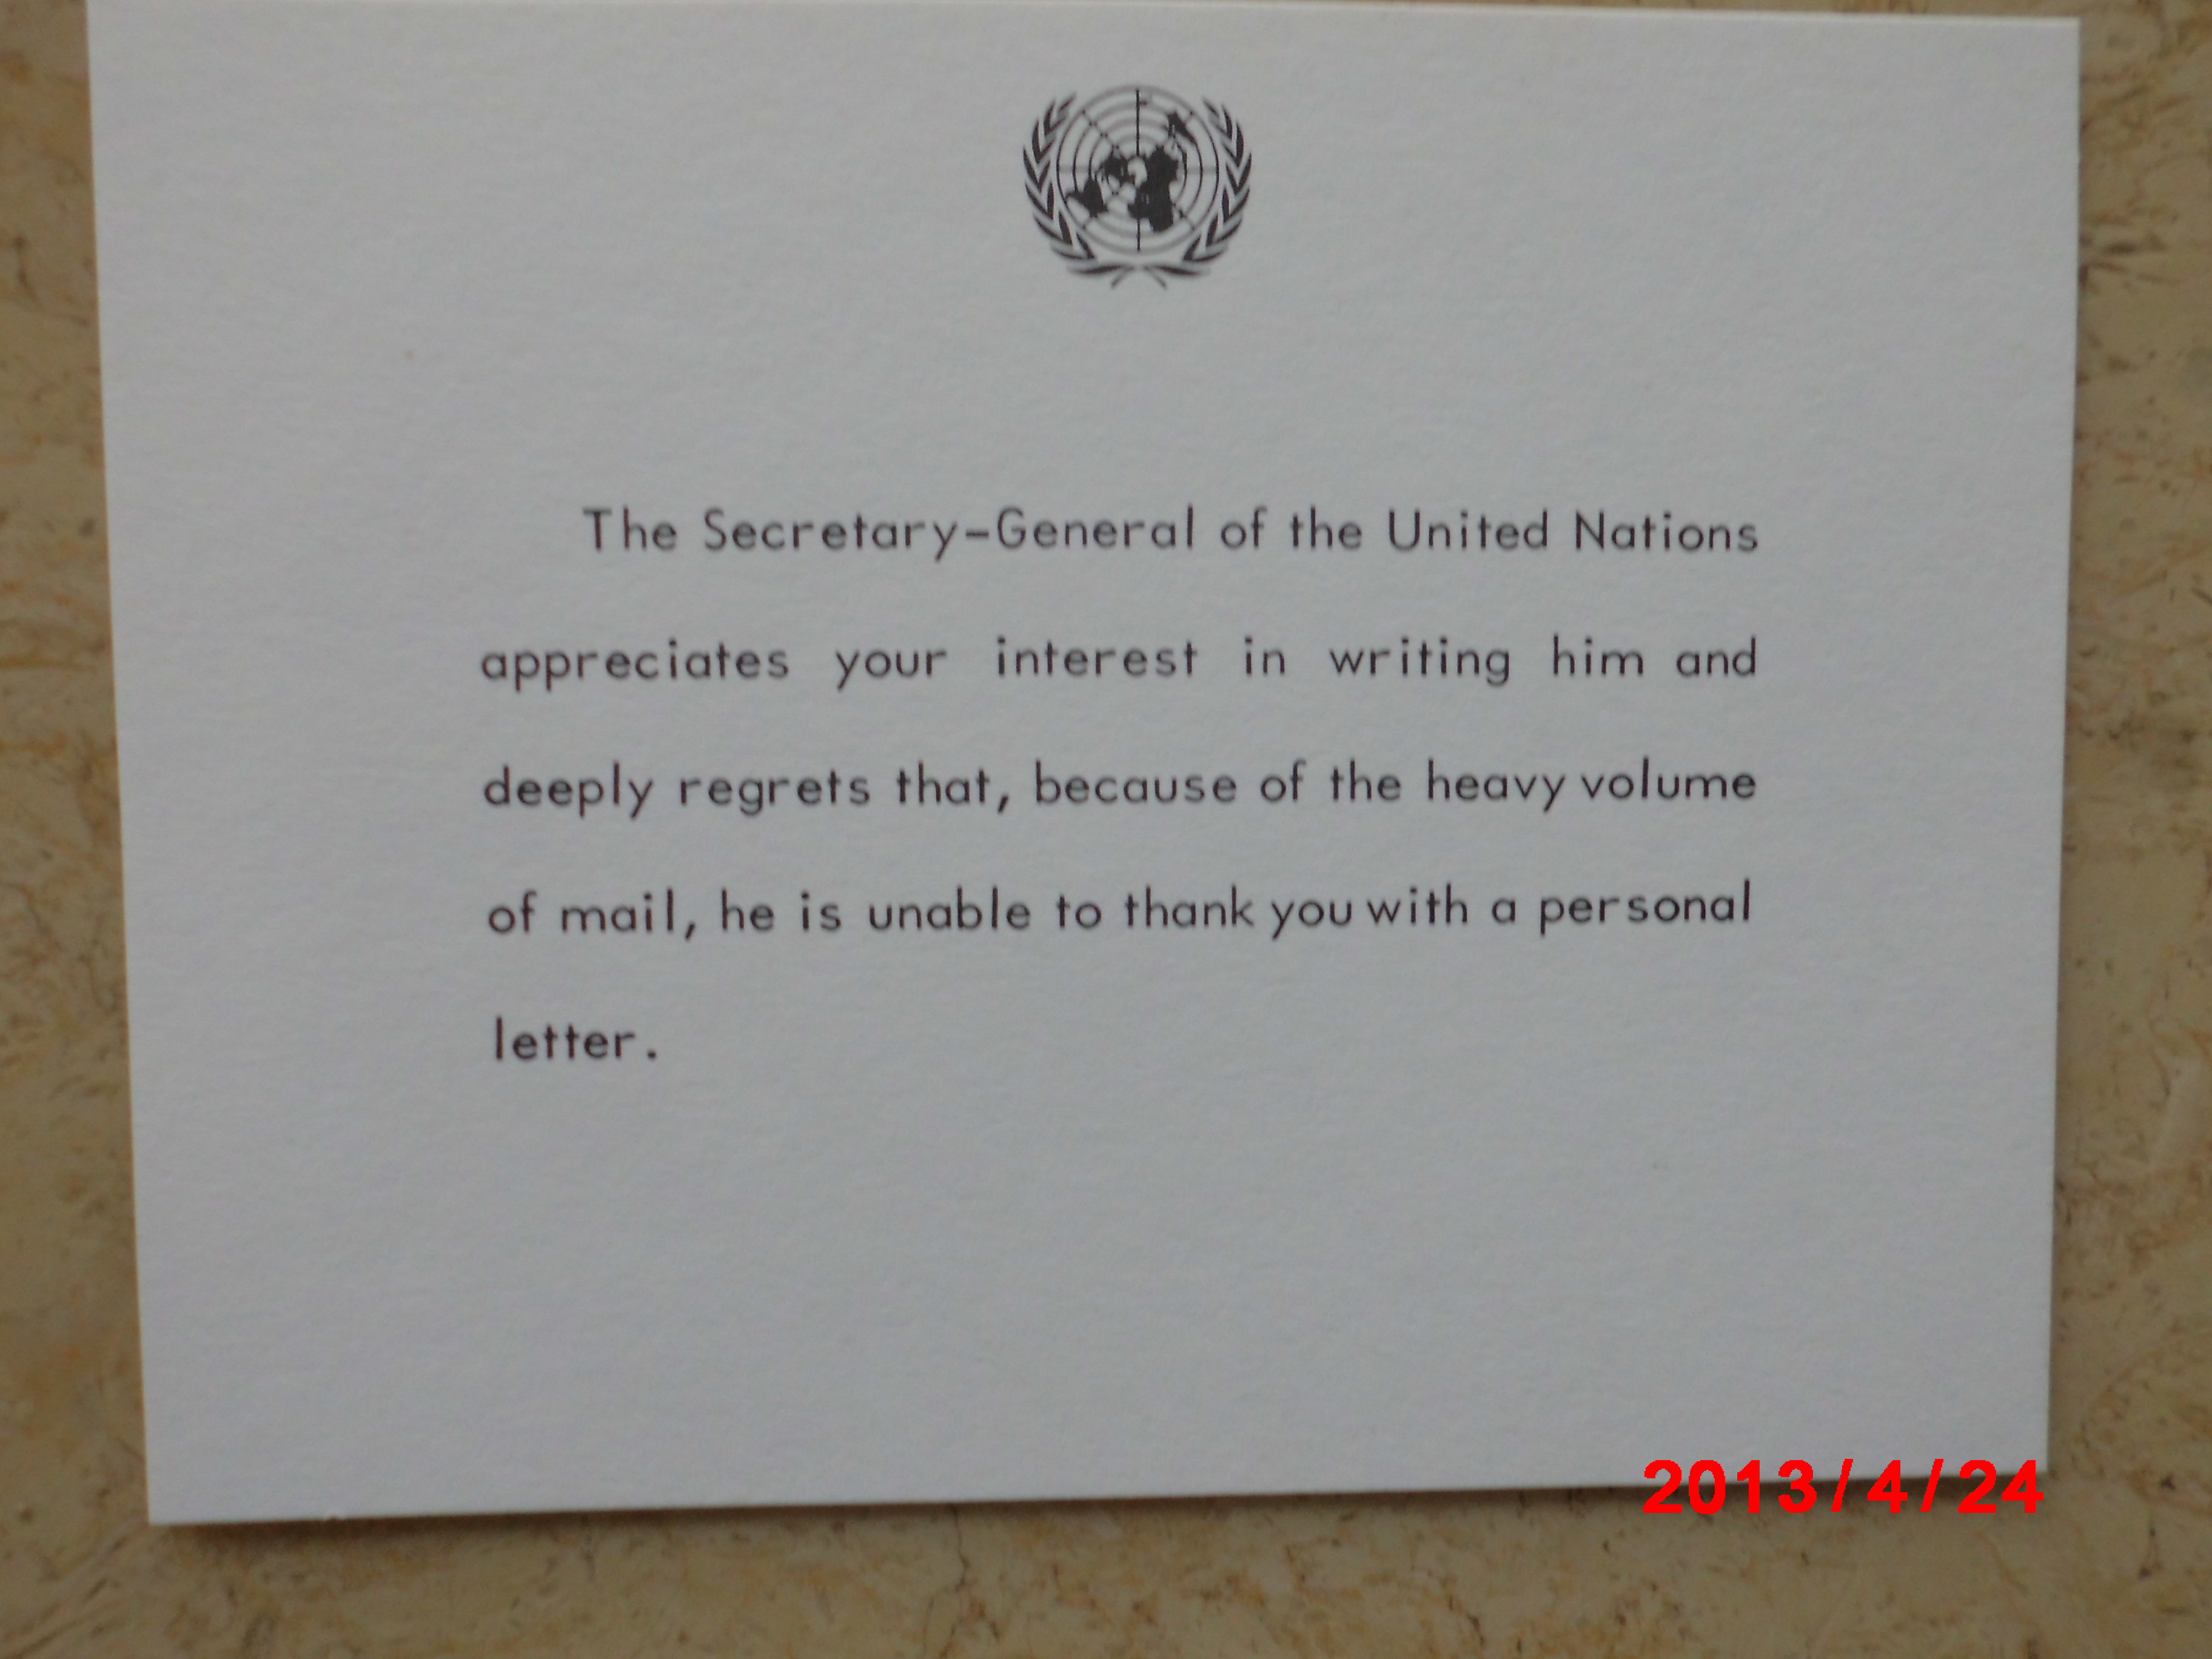 The Secretary-General of the United Nations
appreciates your interest in writing him and
deeply regrets that, because of the heavy volume
of mail, he is unable to thank you with a personal
letter.
2013/4/24